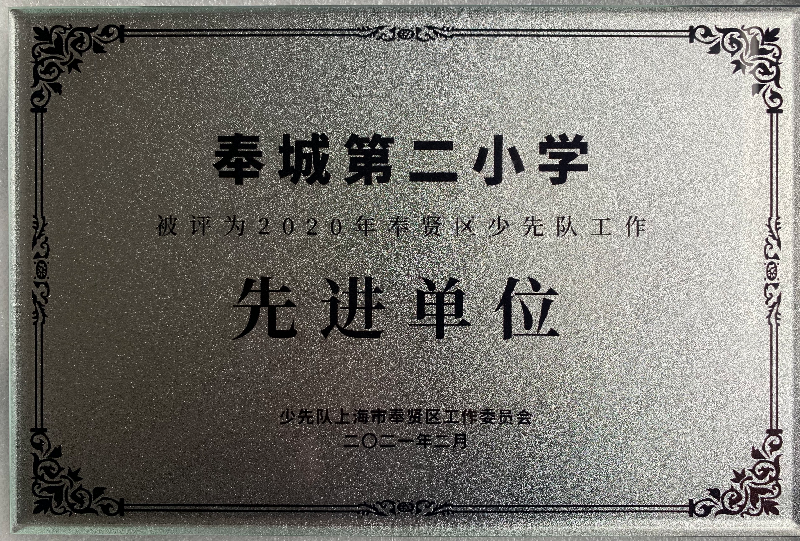 奉城第二小学
被评为2020年奉贤区少先队工作
先进单位
少先队上海市奉贤区工作委员会
二〇二一年二月